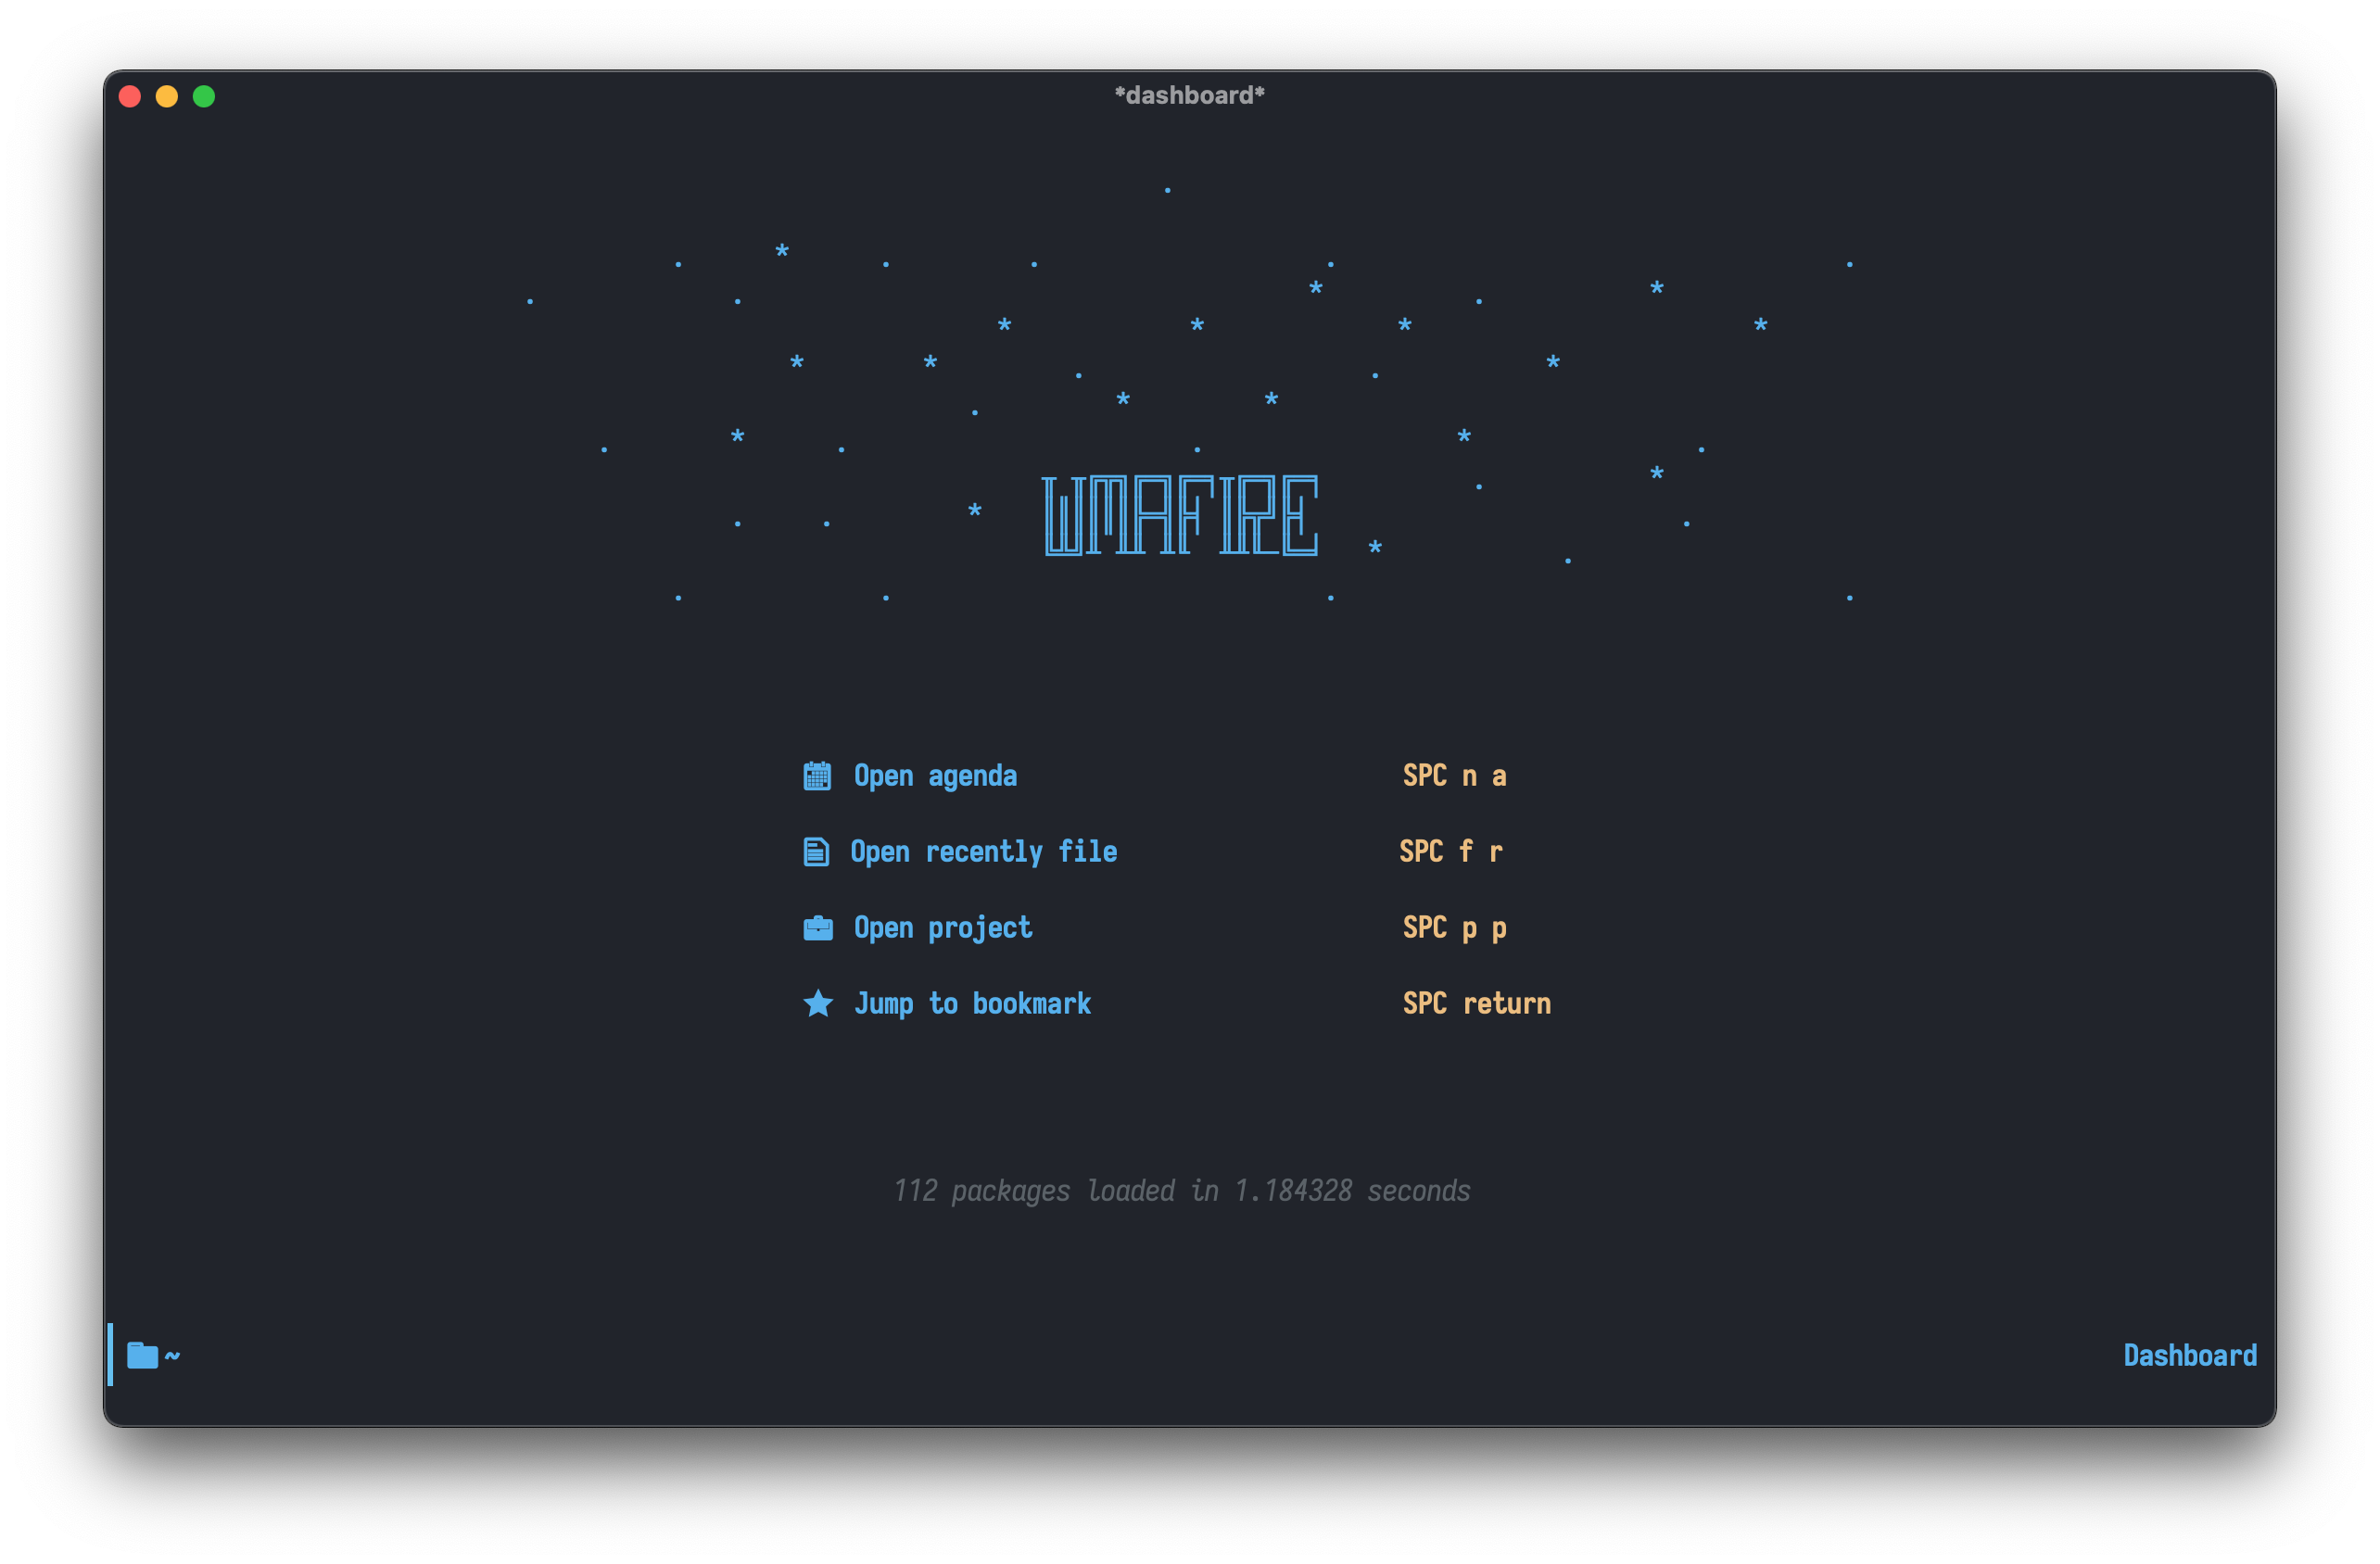 *dashboard*
WMAFIRE
Open agenda SPC n a
Open recently file SPC f r
Open project SPC p p
Jump to bookmark SPC return
112 packages loaded in 1.184328 seconds
~ Dashboard